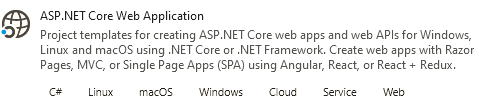 ASP.NET Core Web Application
Project templates for creating ASP.NET Core web apps and web APIs for Windows,
Linux and macOS using .NET Core or .NET Framework. Create web apps with Razor
Pages, MVC, or Single Page Apps (SPA) using Angular, React, or React + Redux.
C# Linux macOS Windows Cloud Service Web